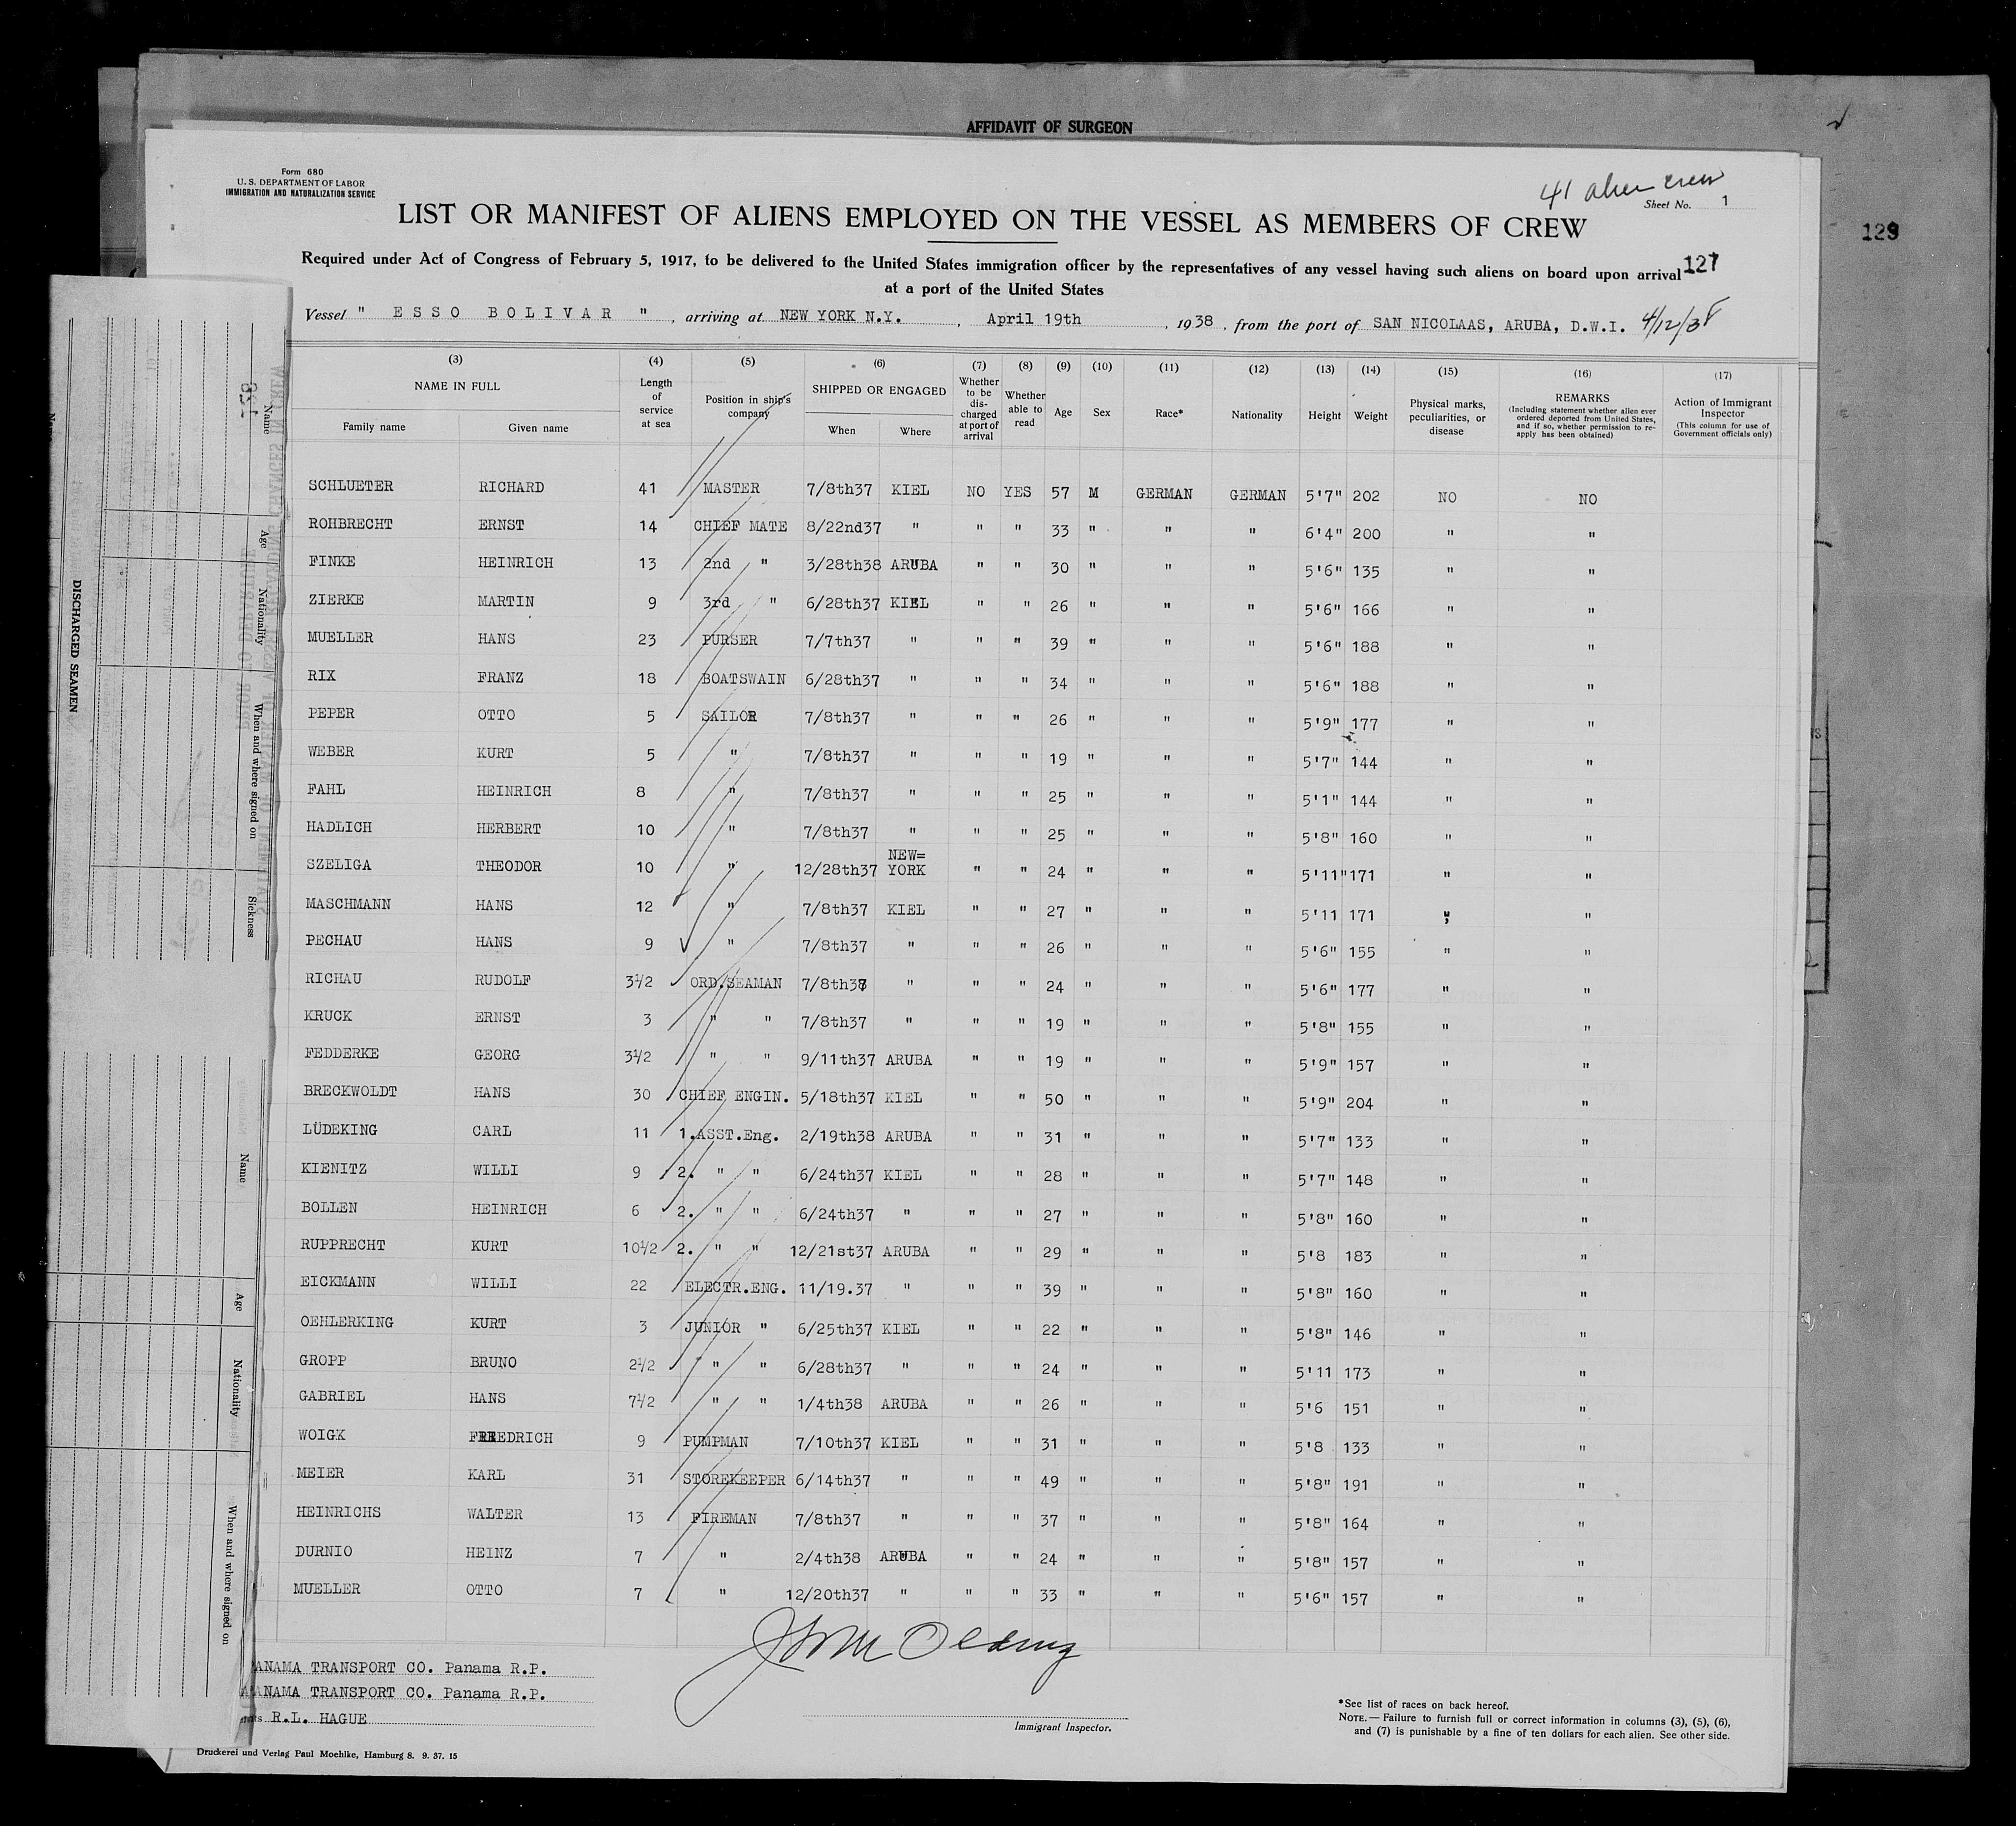 AFFIDAVIT OF SURGEON
129
Form 680
U. S. DEPARTMENT OF LABOR
IMMIGRATION AND NATURALIZATION SERVICE
41 alien crew
Sheet No. 1
LIST OR MANIFEST OF ALIENS EMPLOYED ON THE VESSEL AS MEMBERS OF CREW
Required under Act of Congress of February 5, 1917, to be delivered to the United States immigration officer by the representatives of any vessel having such aliens on board upon arrival
127
at a port of the United States
Vessel " ESSO BOLIVAR ", arriving at NEW YORK N.Y., April 19th, 1938, from the port of SAN NICOLAAS, ARUBA, D.W.I. 4/12/38
(3) (4) (5) (6) (7) (8) (9) (10) (11) (12) (13) (14) (15) (16) (17)
NAME IN FULL
Family name Given name
Length of service at sea
Position in ship's company
SHIPPED OR ENGAGED
When Where
Whether to be discharged at port of arrival
Whether able to read
Age
Sex
Race*
Nationality
Height
Weight
Physical marks, peculiarities, or disease
REMARKS
(Including statement whether alien ever ordered deported from United States, and if so, whether permission to re-apply has been obtained)
Action of Immigrant Inspector
(This column for use of Government officials only)
SCHLUETER RICHARD 41 MASTER 7/8th37 KIEL NO YES 57 M GERMAN GERMAN 5'7" 202 NO NO
ROHBRECHT ERNST 14 CHIEF MATE 8/22nd37 " " " 33 " " " 6'4" 200 " "
FINKE HEINRICH 13 2nd " 3/28th38 ARUBA " " 30 " " " 5'6" 135 " "
ZIERKE MARTIN 9 3rd " 6/28th37 KIEL " " 26 " " " 5'6" 166 " "
MUELLER HANS 23 PURSER 7/7th37 " " " 39 " " " 5'6" 188 " "
RIX FRANZ 18 BOATSWAIN 6/28th37 " " " 34 " " " 5'6" 188 " "
PEPER OTTO 5 SAILOR 7/8th37 " " " 26 " " " 5'9" 177 " "
WEBER KURT 5 " 7/8th37 " " " 19 " " " 5'7" 144 " "
FAHL HEINRICH 8 " 7/8th37 " " " 25 " " " 5'1" 144 " "
HADLICH HERBERT 10 " 7/8th37 " " " 25 " " " 5'8" 160 " "
SZELIGA THEODOR 10 " 12/28th37 NEW= YORK " " 24 " " " 5'11" 171 " "
MASCHMANN HANS 12 " 7/8th37 KIEL " " 27 " " " 5'11 171 " "
PECHAU HANS 9 " 7/8th37 " " " 26 " " " 5'6" 155 " "
RICHAU RUDOLF 3½ ORD.SEAMAN 7/8th37 " " " 24 " " " 5'6" 177 " "
KRUCK ERNST 3 " " 7/8th37 " " " 19 " " " 5'8" 155 " "
FEDDERKE GEORG 3½ " " 9/11th37 ARUBA " " 19 " " " 5'9" 157 " "
BRECKWOLDT HANS 30 CHIEF ENGIN. 5/18th37 KIEL " " 50 " " " 5'9" 204 " "
LÜDEKING CARL 11 1.ASST.Eng. 2/19th38 ARUBA " " 31 " " " 5'7" 133 " "
KIENITZ WILLI 9 2. " " 6/24th37 KIEL " " 28 " " " 5'7" 148 " "
BOLLEN HEINRICH 6 2. " " 6/24th37 " " " 27 " " " 5'8" 160 " "
RUPPRECHT KURT 10½ 2. " " 12/21st37 ARUBA " " 29 " " " 5'8 183 " "
EICKMANN WILLI 22 ELECTR.ENG. 11/19.37 " " " 39 " " " 5'8" 160 " "
OEHLERKING KURT 3 JUNIOR " 6/25th37 KIEL " " 22 " " " 5'8" 146 " "
GROPP BRUNO 2½ " " 6/28th37 " " " 24 " " " 5'11 173 " "
GABRIEL HANS 7½ " " 1/4th38 ARUBA " " 26 " " " 5'6 151 " "
WOIGK FRIEDRICH 9 PUMPMAN 7/10th37 KIEL " " 31 " " " 5'8 133 " "
MEIER KARL 31 STOREKEEPER 6/14th37 " " " 49 " " " 5'8" 191 " "
HEINRICHS WALTER 13 FIREMAN 7/8th37 " " " 37 " " " 5'8" 164 " "
DURNIO HEINZ 7 " 2/4th38 ARUBA " " 24 " " " 5'8" 157 " "
MUELLER OTTO 7 " 12/20th37 " " " 33 " " " 5'6" 157 " "
ANAMA TRANSPORT CO. Panama R.P.
ANAMA TRANSPORT CO. Panama R.P.
R.L. HAGUE
Immigrant Inspector.
*See list of races on back hereof.
NOTE.— Failure to furnish full or correct information in columns (3), (5), (6),
and (7) is punishable by a fine of ten dollars for each alien. See other side.
Druckerei und Verlag Paul Moehlke, Hamburg 8. 9. 37. 15
DISCHARGED SEAMEN
Name
Age
Nationality
When and where signed on
Sickness
Name
Age
Nationality
When and where signed on